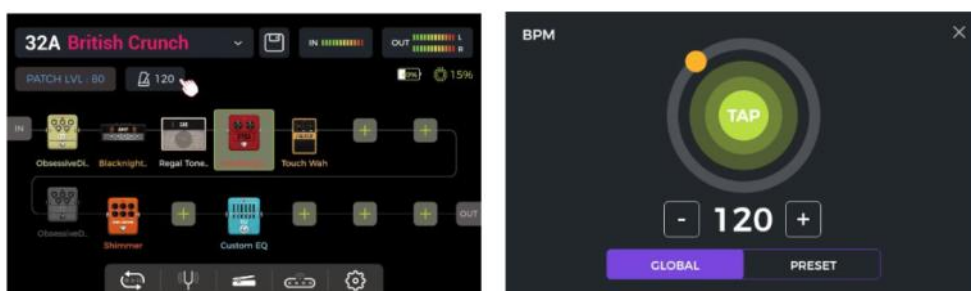 32A British Crunch
IN
OUT
L
R
PATCH LVL : 80
120
15%
IN
ObsessiveDi..
Blacknight..
Regal Tone..
Touch Wah
ObsessiveD..
Shimmer
Custom EQ
OUT
BPM
TAP
- 120 +
GLOBAL
PRESET